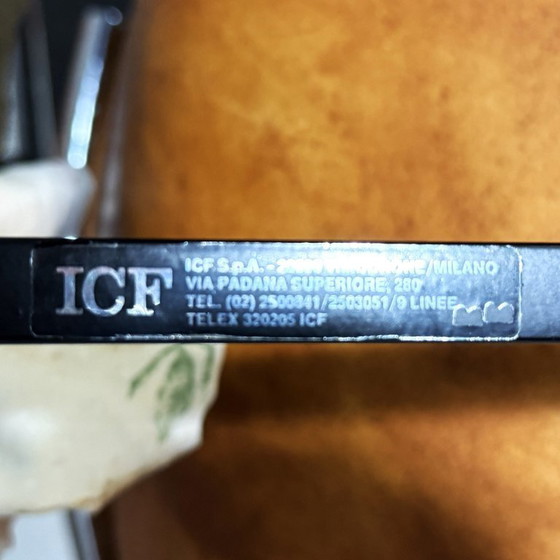 ICF
ICF S.p.A. - /MILANO
VIA PADANA SUPERIORE, 280
TEL. (02) 2500841/2503051/9 LINEE
TELEX 320205 ICF